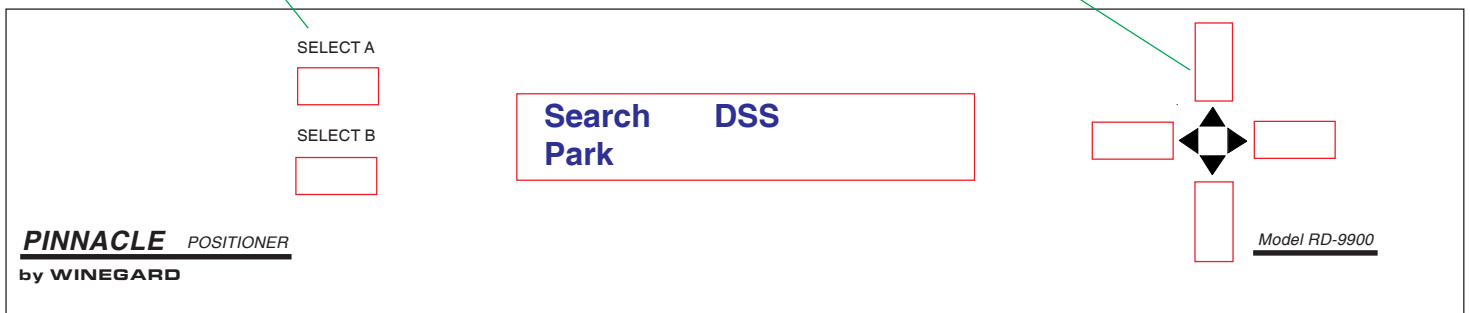 SELECT A
SELECT B
Search DSS
Park
PINNACLE POSITIONER
by WINEGARD
Model RD-9900